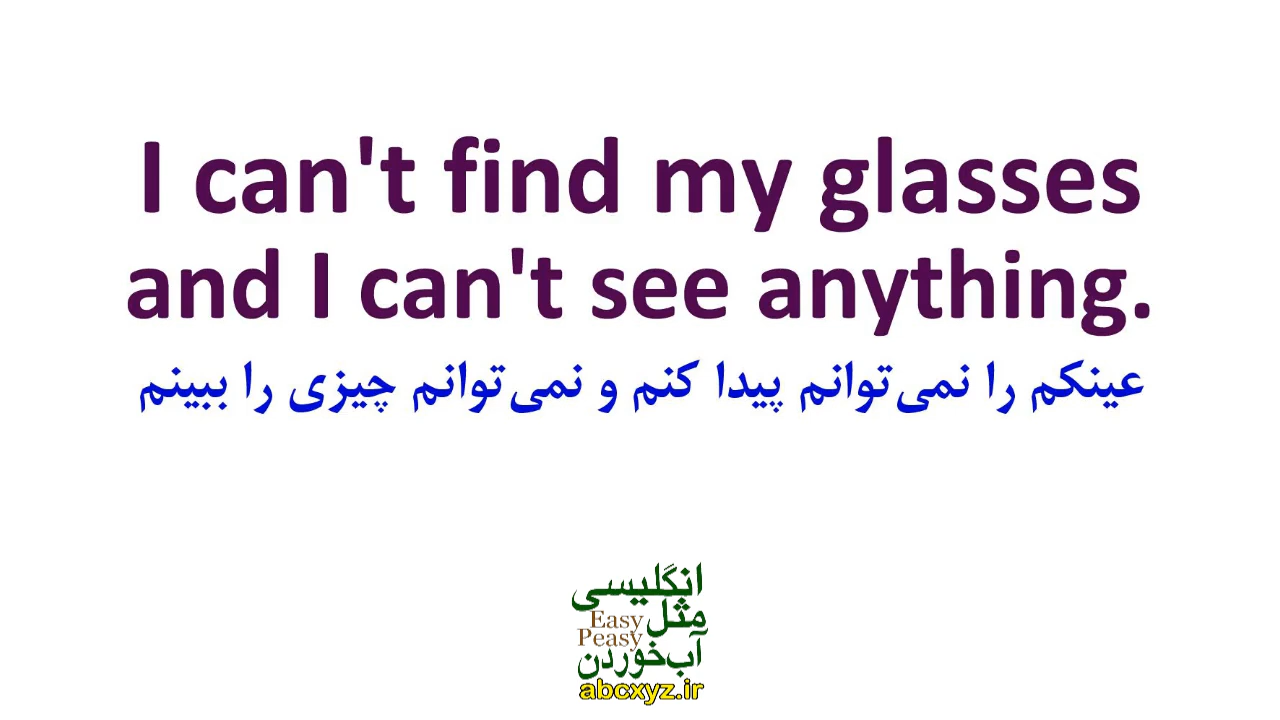 I can't find my glasses
and I can't see anything.
عینکم را نمی‌توانم پیدا کنم و نمی‌توانم چیزی را ببینم
انگلیسی
مثل
Easy
Peasy
آب‌خوردن
abcxyz.ir